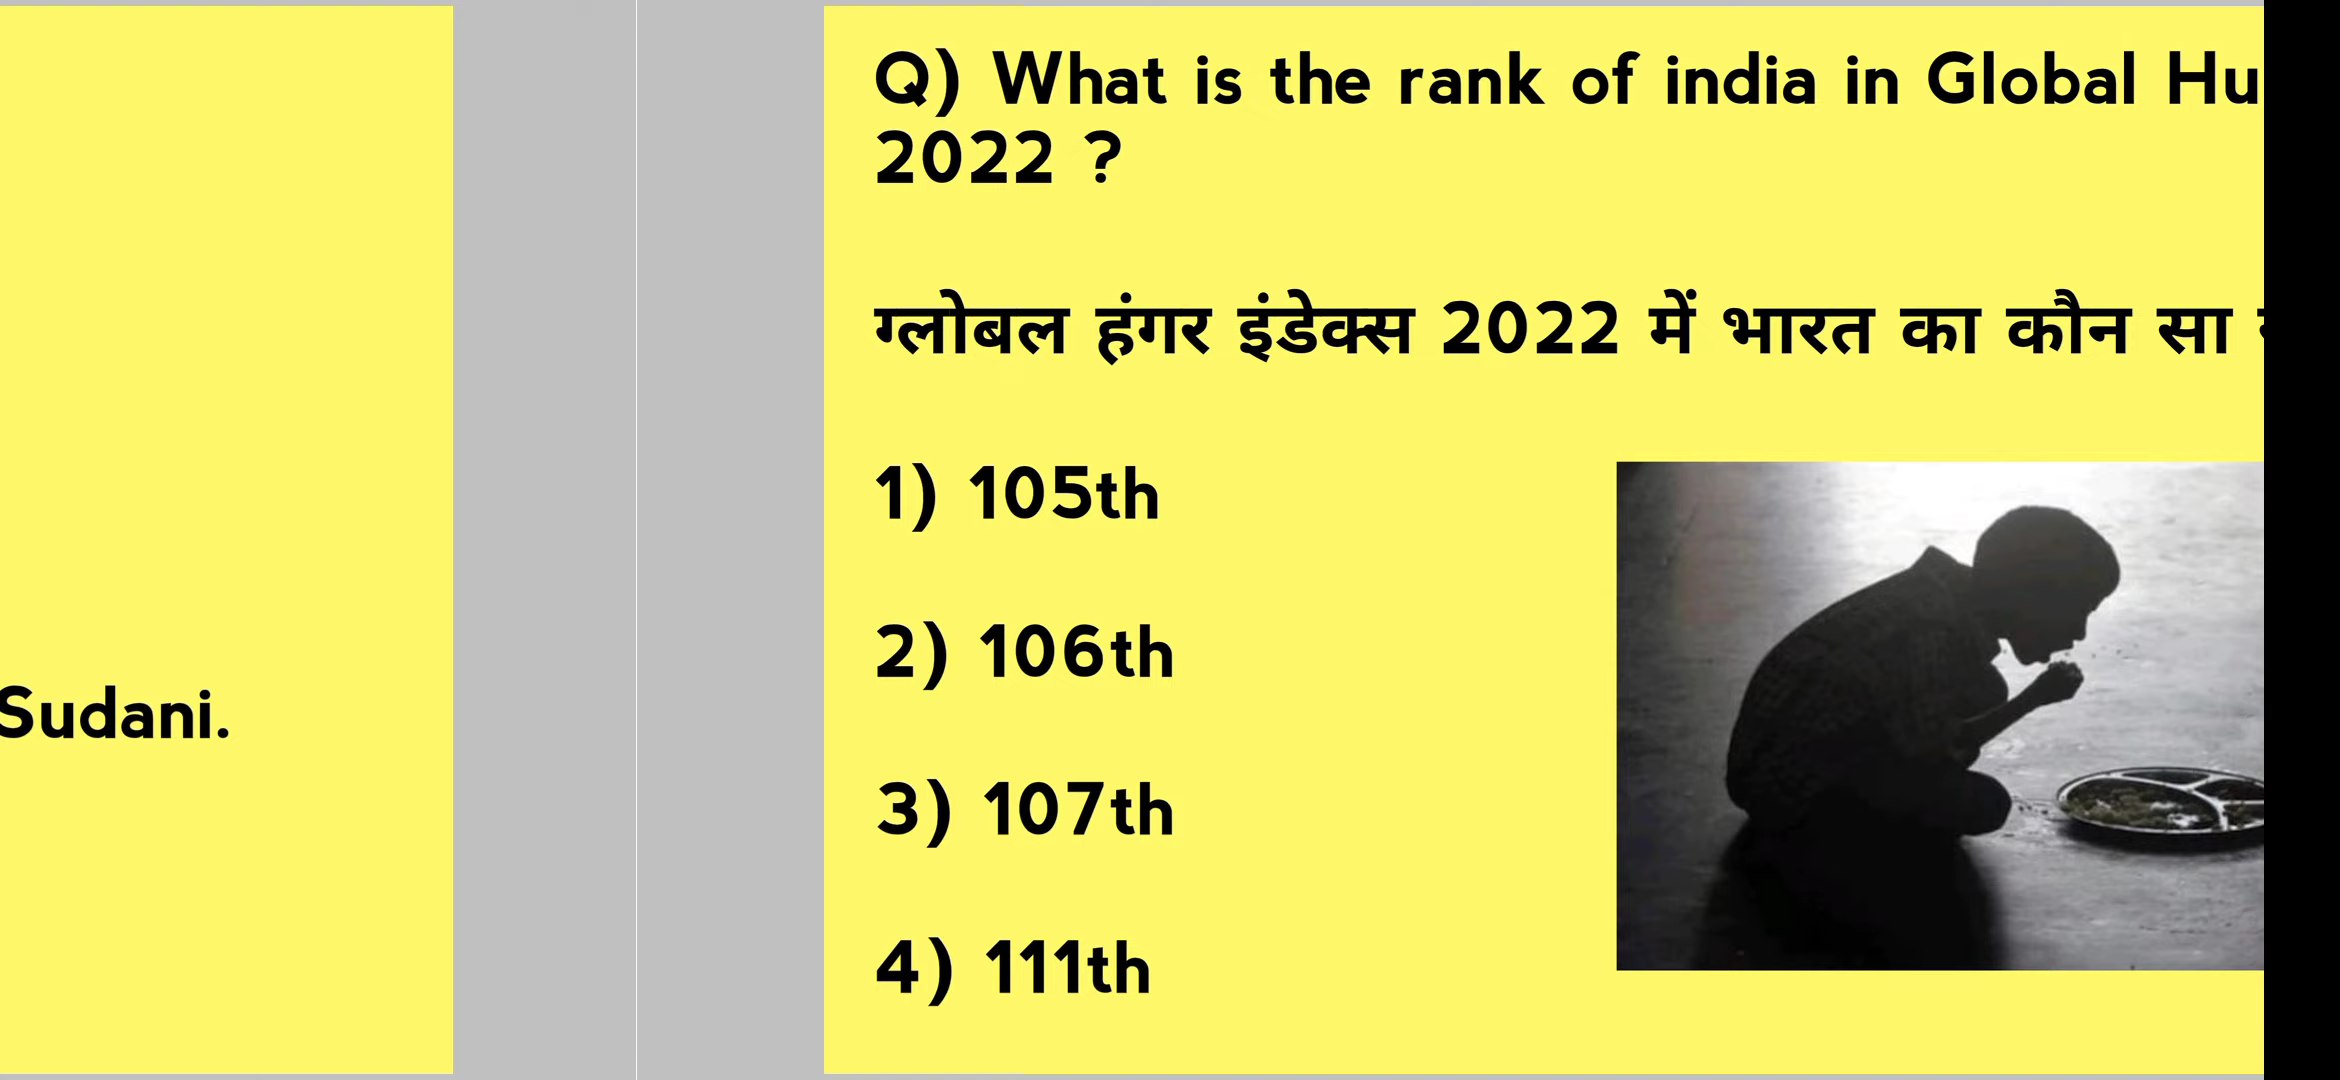 Sudani.
Q) What is the rank of india in Global Hu
2022 ?
ग्लोबल हंगर इंडेक्स 2022 में भारत का कौन सा
1) 105th
2) 106th
3) 107th
4) 111th